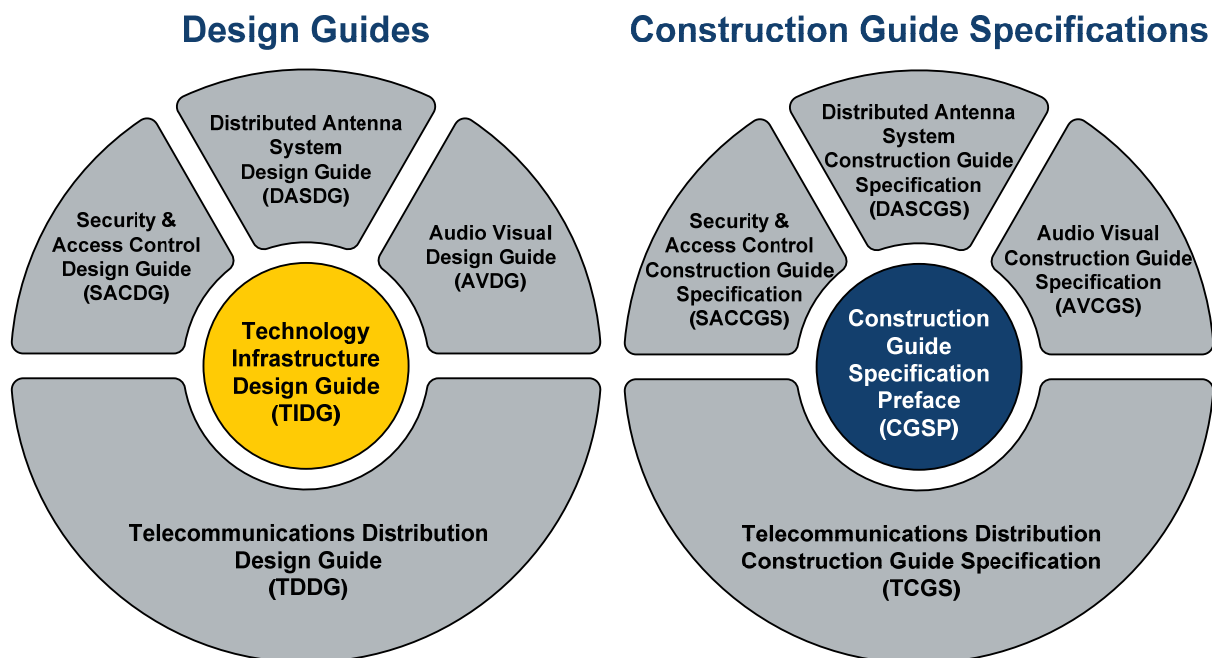 Design Guides
Distributed Antenna
System
Design Guide
(DASDG)
Security &
Access Control
Design Guide
(SACDG)
Audio Visual
Design Guide
(AVDG)
Technology
Infrastructure
Design Guide
(TIDG)
Telecommunications Distribution
Design Guide
(TDDG)
Construction Guide Specifications
Distributed Antenna
System
Construction Guide
Specification
(DASCGS)
Security &
Access Control
Construction Guide
Specification
(SACCGS)
Audio Visual
Construction Guide
Specification
(AVCGS)
Construction
Guide
Specification
Preface
(CGSP)
Telecommunications Distribution
Construction Guide Specification
(TCGS)